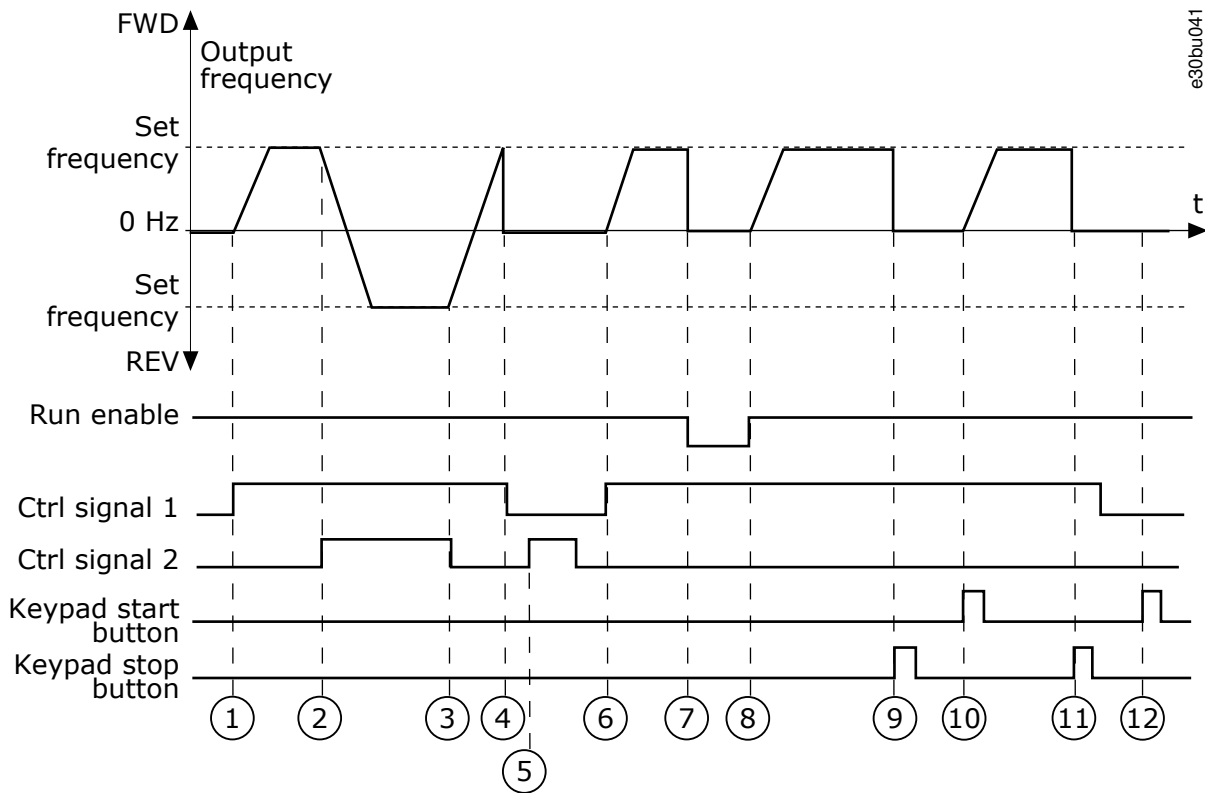 FWD
Output
frequency
e30bu041
Set
frequency
0 Hz
t
Set
frequency
REV
Run enable
Ctrl signal 1
Ctrl signal 2
Keypad start
button
Keypad stop
button
1 2 3 4 6 7 8 9 10 11 12
5